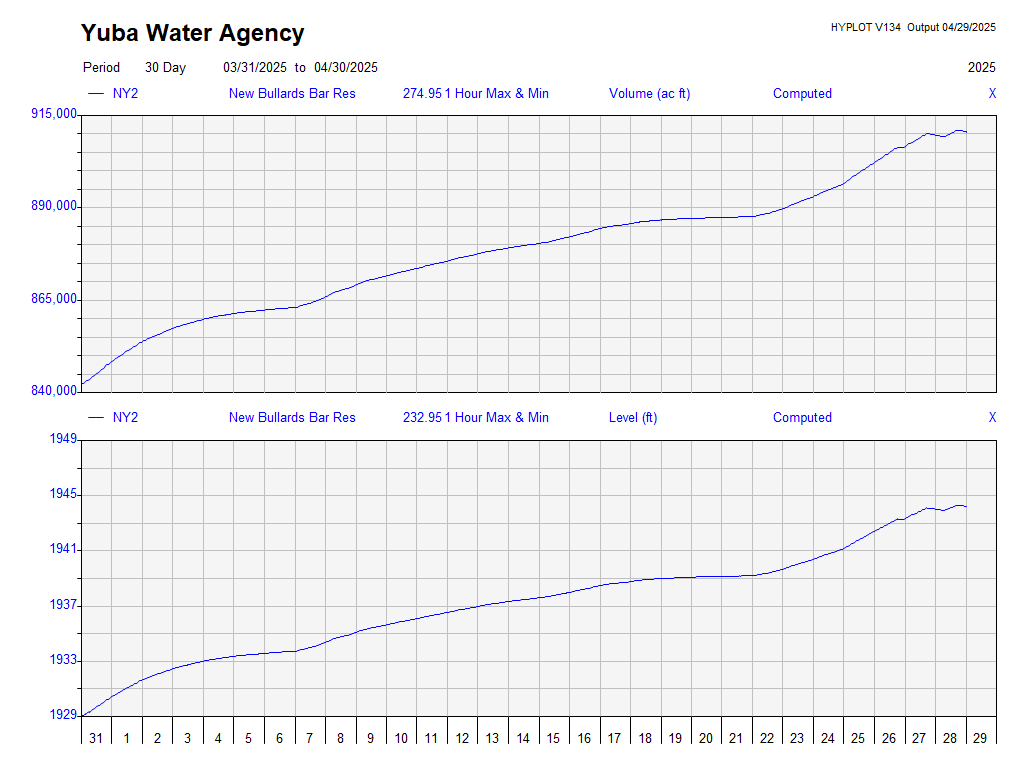 Yuba Water Agency
HYPLOT V134 Output 04/29/2025
Period 30 Day 03/31/2025 to 04/30/2025 2025
NY2 New Bullards Bar Res 274.95 1 Hour Max & Min Volume (ac ft) Computed X
915,000
890,000
865,000
840,000
NY2 New Bullards Bar Res 232.95 1 Hour Max & Min Level (ft) Computed X
1949
1945
1941
1937
1933
1929
31 1 2 3 4 5 6 7 8 9 10 11 12 13 14 15 16 17 18 19 20 21 22 23 24 25 26 27 28 29